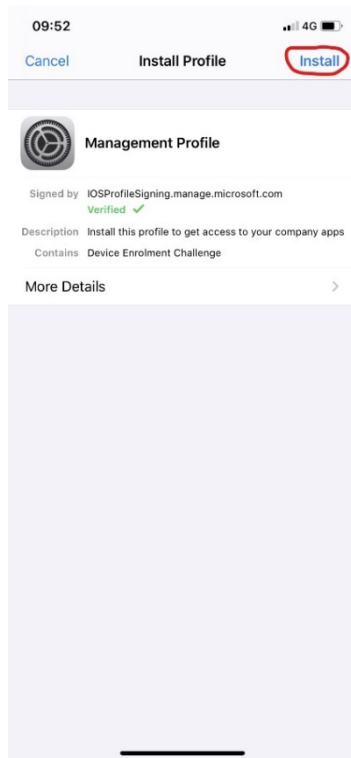 09:52 4G
Cancel Install Profile Install
Management Profile
Signed by IOSProfileSigning.manage.microsoft.com
Verified ✓
Description Install this profile to get access to your company apps
Contains Device Enrolment Challenge
More Details